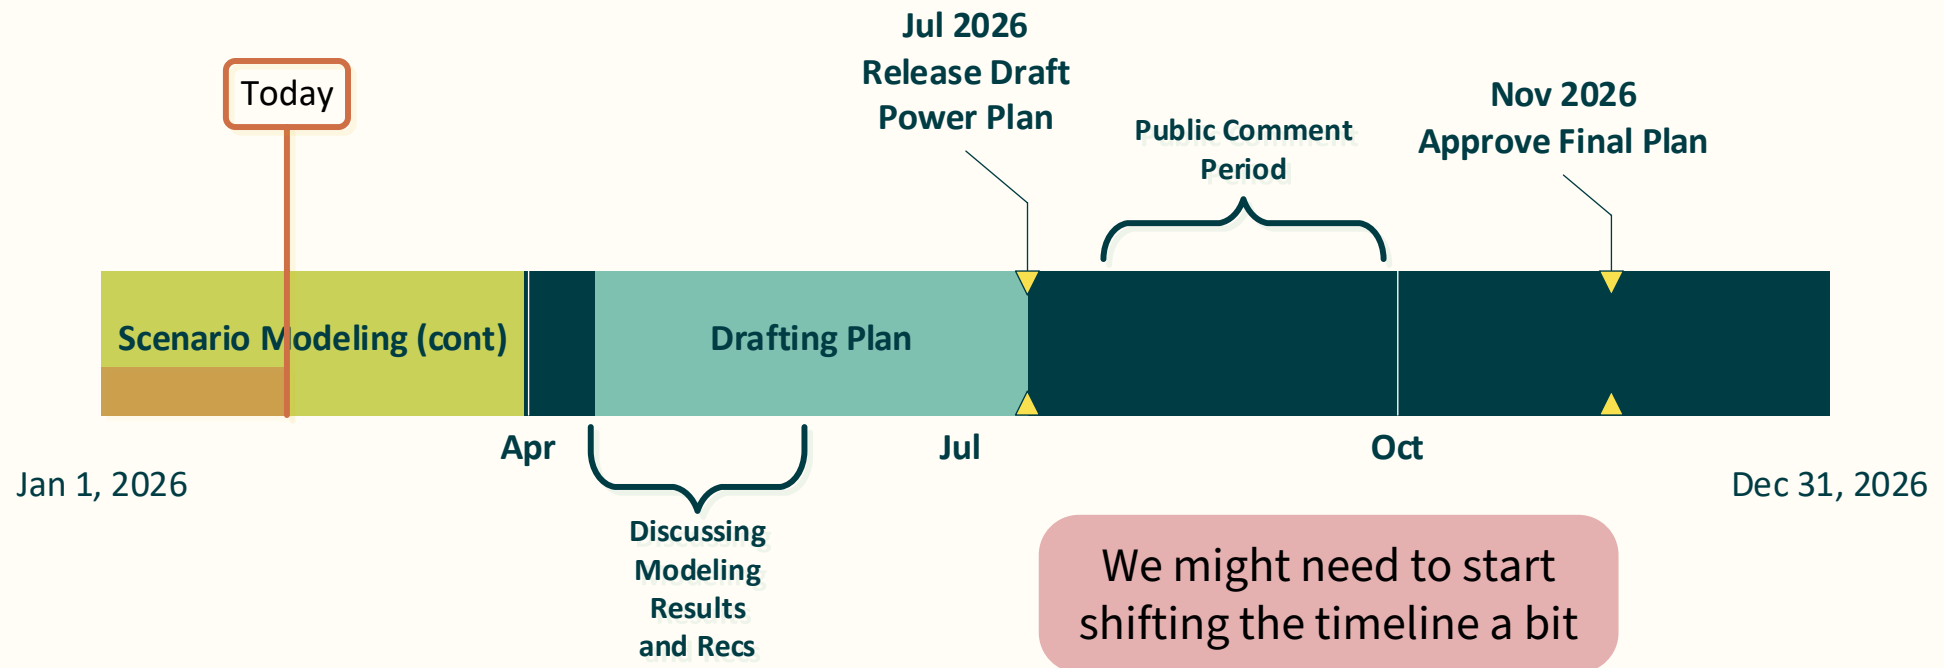 Jul 2026
Release Draft
Power Plan
Today
Nov 2026
Approve Final Plan
Public Comment
Period
Scenario Modeling (cont)
Drafting Plan
Apr
Jul
Oct
Jan 1, 2026
Dec 31, 2026
Discussing
Modeling
Results
and Recs
We might need to start
shifting the timeline a bit